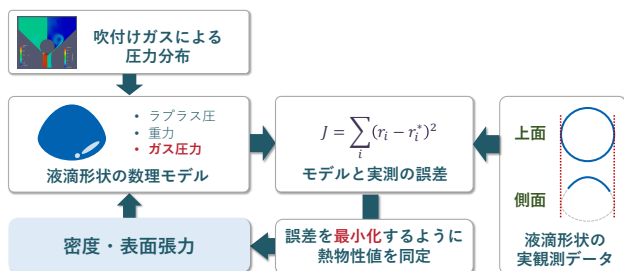 吹付けガスによる
圧力分布
• ラプラス圧
• 重力
• ガス圧力
液滴形状の数理モデル
J = ∑_i (r_i − r_i^*)^2
モデルと実測の誤差
上面
側面
液滴形状の
実観測データ
密度・表面張力
誤差を最小化するように
熱物性値を同定